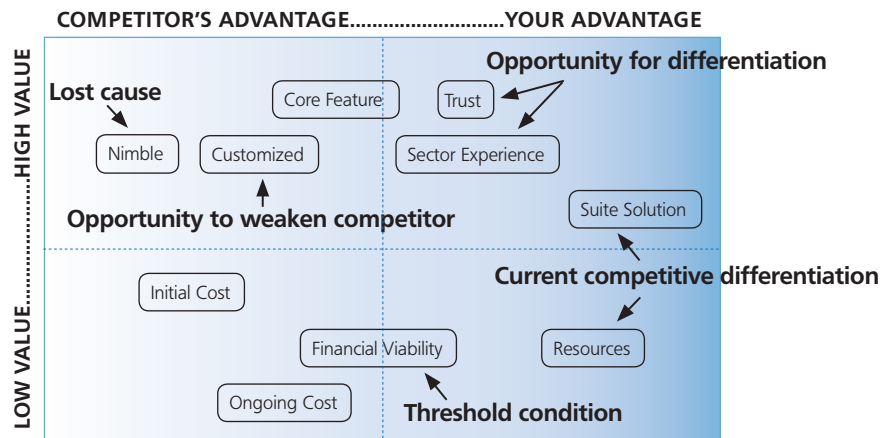 COMPETITOR’S ADVANTAGE...........................YOUR ADVANTAGE
LOW VALUE....................HIGH VALUE
Opportunity for differentiation
Lost cause
Core Feature
Trust
Nimble
Customized
Sector Experience
Opportunity to weaken competitor
Suite Solution
Current competitive differentiation
Initial Cost
Financial Viability
Resources
Ongoing Cost
Threshold condition